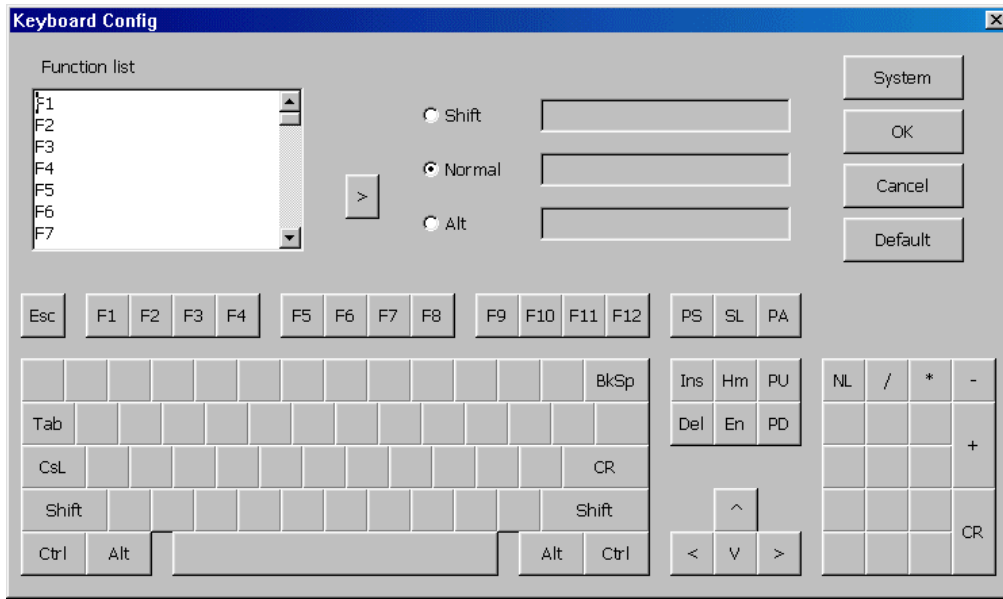 Keyboard Config
Function list
F1
F2
F3
F4
F5
F6
F7
>
Shift
Normal
Alt
System
OK
Cancel
Default
Esc F1 F2 F3 F4 F5 F6 F7 F8 F9 F10 F11 F12 PS SL PA
BkSp Ins Hm PU NL / * -
Tab Del En PD
CsL CR +
Shift Shift ^
Ctrl Alt Alt Ctrl < V > CR